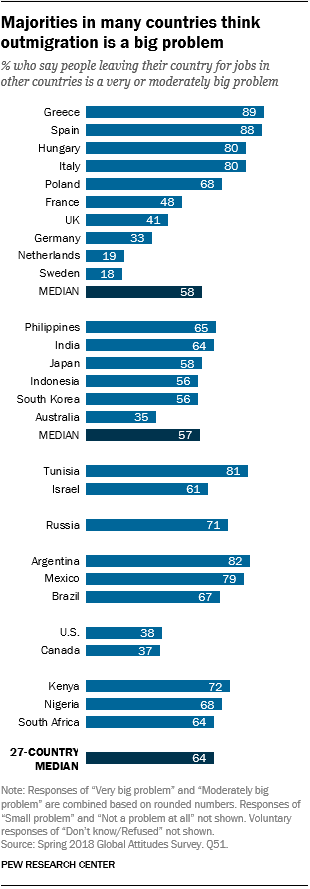 Majorities in many countries think
outmigration is a big problem
% who say people leaving their country for jobs in
other countries is a very or moderately big problem
Greece 89
Spain 88
Hungary 80
Italy 80
Poland 68
France 48
UK 41
Germany 33
Netherlands 19
Sweden 18
MEDIAN 58
Philippines 65
India 64
Japan 58
Indonesia 56
South Korea 56
Australia 35
MEDIAN 57
Tunisia 81
Israel 61
Russia 71
Argentina 82
Mexico 79
Brazil 67
U.S. 38
Canada 37
Kenya 72
Nigeria 68
South Africa 64
27-COUNTRY
MEDIAN 64
Note: Responses of “Very big problem” and “Moderately big
problem” are combined based on rounded numbers. Responses of
“Small problem” and “Not a problem at all” not shown. Voluntary
responses of “Don’t know/Refused” not shown.
Source: Spring 2018 Global Attitudes Survey. Q51.
PEW RESEARCH CENTER